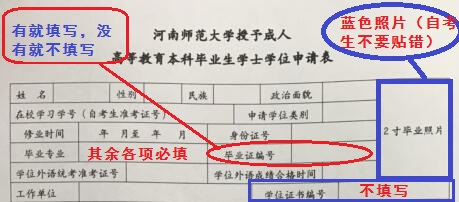 有就填写，没
有就不填写
蓝色照片（自考
生不要贴错）
河南师范大学授予成人
高等教育本科毕业生学士学位申请表
姓 名 性别 民族 政治面貌
在校学习学号（自考生准考证号） 申请学位类别
修业时间 年 月至 年 月 身份证号
2寸毕业照片
毕业专业 其余各项必填 毕业证编号
学位外语统考准考证号 学位外语成绩合格时间
工作单位 学位证书编号 不填写